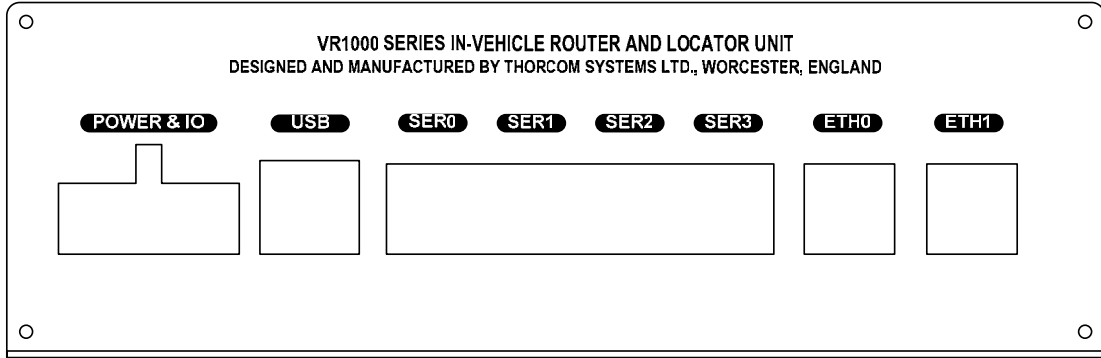 VR1000 SERIES IN-VEHICLE ROUTER AND LOCATOR UNIT
DESIGNED AND MANUFACTURED BY THORCOM SYSTEMS LTD., WORCESTER, ENGLAND
POWER & IO USB SER0 SER1 SER2 SER3 ETH0 ETH1